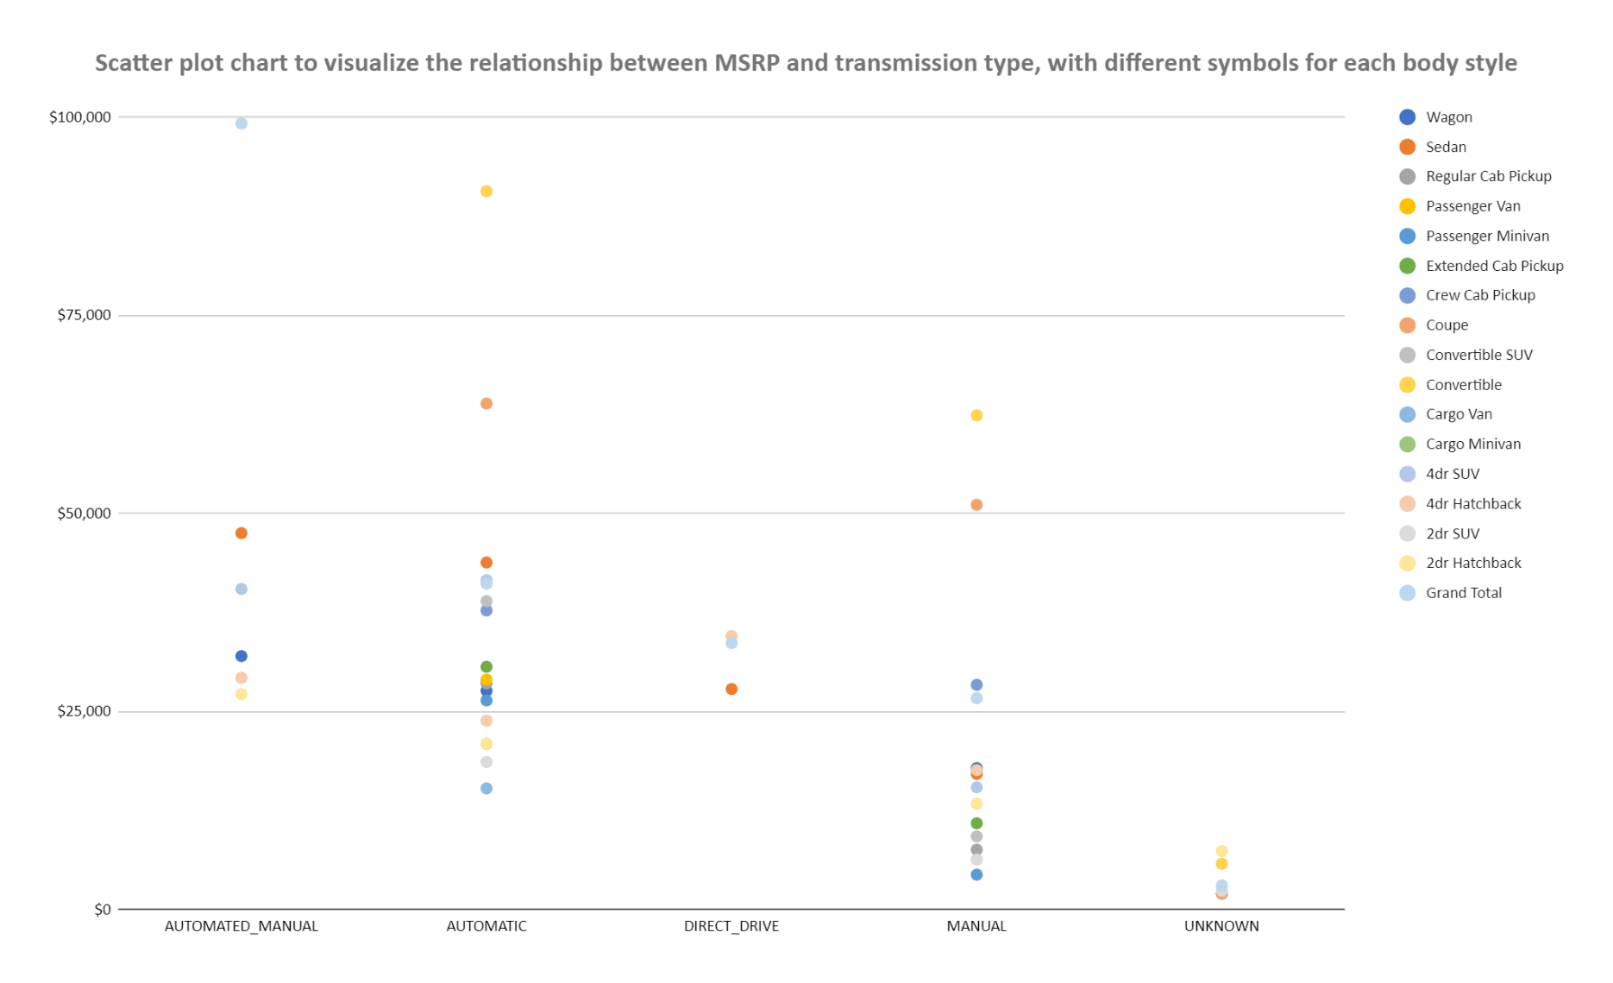 Scatter plot chart to visualize the relationship between MSRP and transmission type, with different symbols for each body style
$100,000
$75,000
$50,000
$25,000
$0
AUTOMATED_MANUAL
AUTOMATIC
DIRECT_DRIVE
MANUAL
UNKNOWN
Wagon
Sedan
Regular Cab Pickup
Passenger Van
Passenger Minivan
Extended Cab Pickup
Crew Cab Pickup
Coupe
Convertible SUV
Convertible
Cargo Van
Cargo Minivan
4dr SUV
4dr Hatchback
2dr SUV
2dr Hatchback
Grand Total